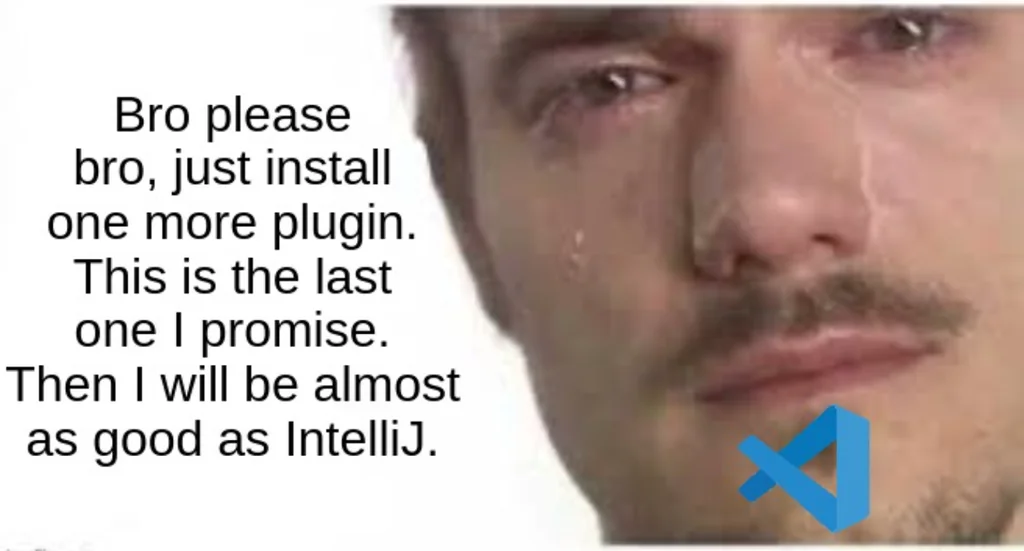 Bro please
bro, just install
one more plugin.
This is the last
one I promise.
Then I will be almost
as good as IntelliJ.